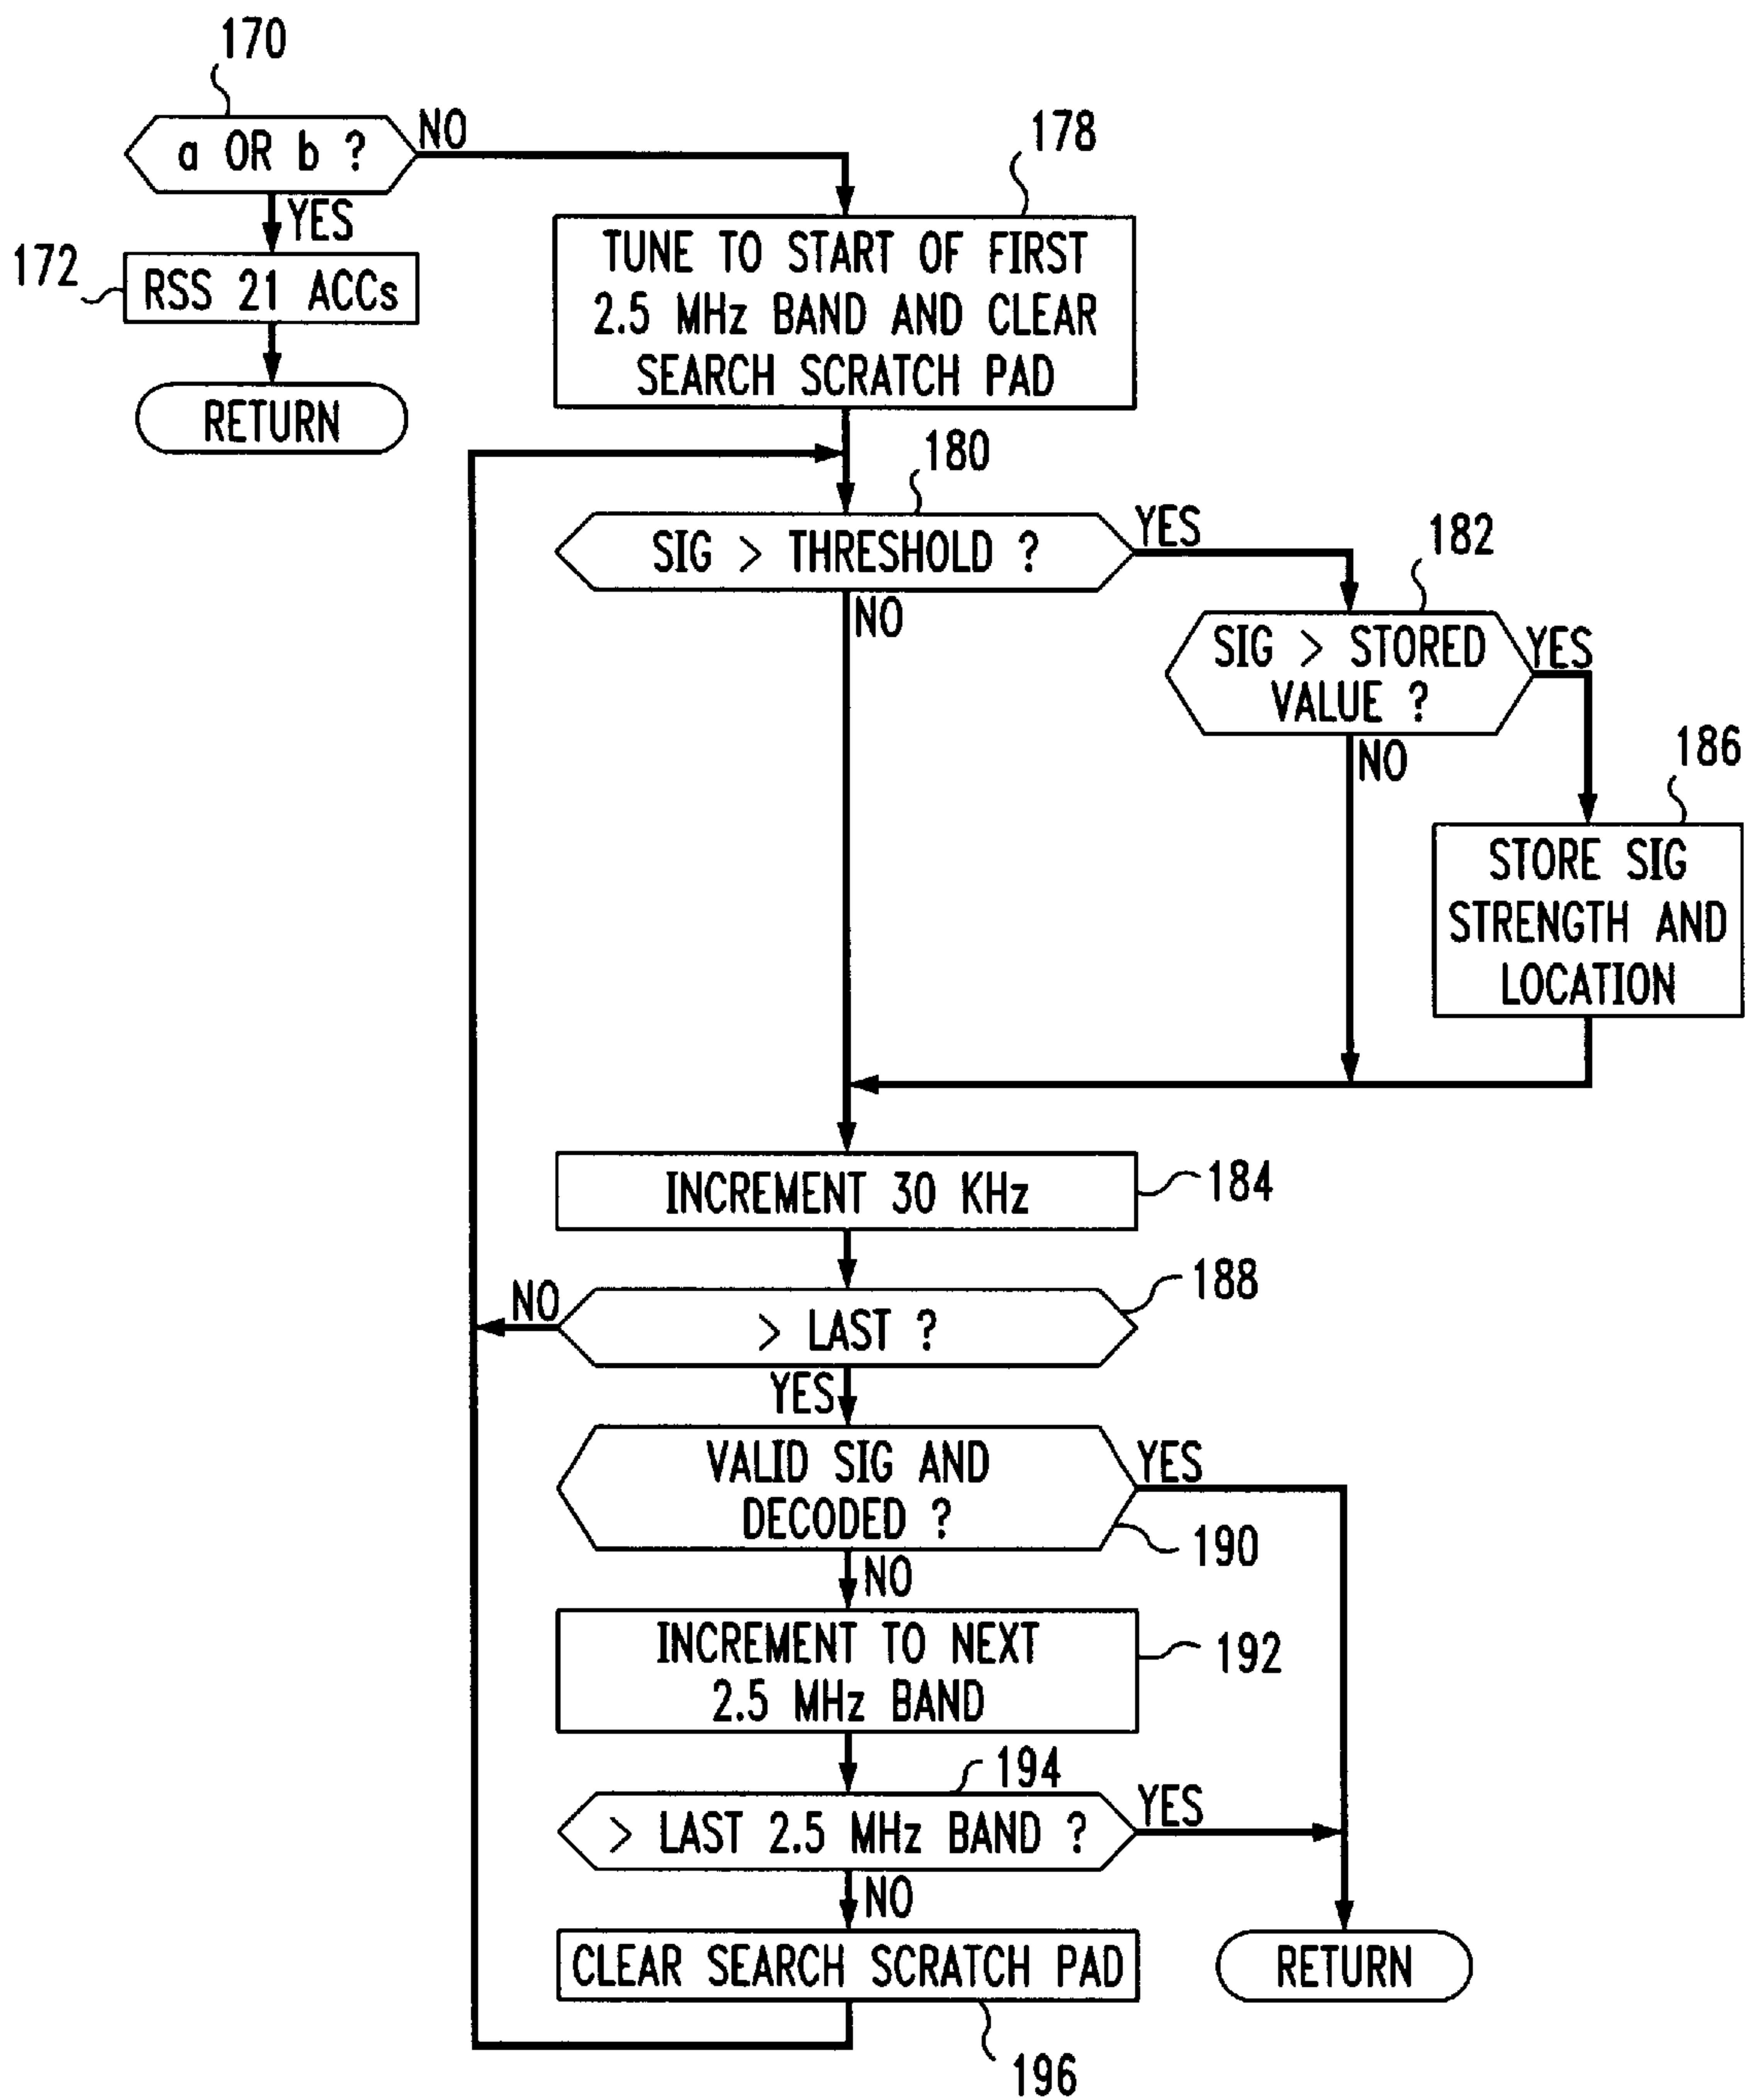 170
a OR b ?
NO
YES
172
RSS 21 ACCs
RETURN
178
TUNE TO START OF FIRST
2.5 MHz BAND AND CLEAR
SEARCH SCRATCH PAD
180
SIG > THRESHOLD ?
YES
NO
182
SIG > STORED
VALUE ?
YES
NO
186
STORE SIG
STRENGTH AND
LOCATION
INCREMENT 30 KHz
184
188
NO
> LAST ?
YES
VALID SIG AND
DECODED ?
YES
190
NO
INCREMENT TO NEXT
2.5 MHz BAND
192
194
> LAST 2.5 MHz BAND ?
YES
NO
CLEAR SEARCH SCRATCH PAD
RETURN
196